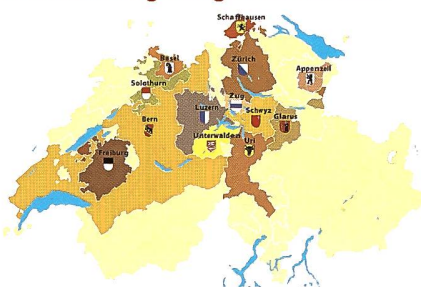 Schaffhausen
Basel
Zürich
Appenzell
Solothurn
Zug
Luzern
Schwyz
Glarus
Bern
Unterwalden
Uri
Freiburg